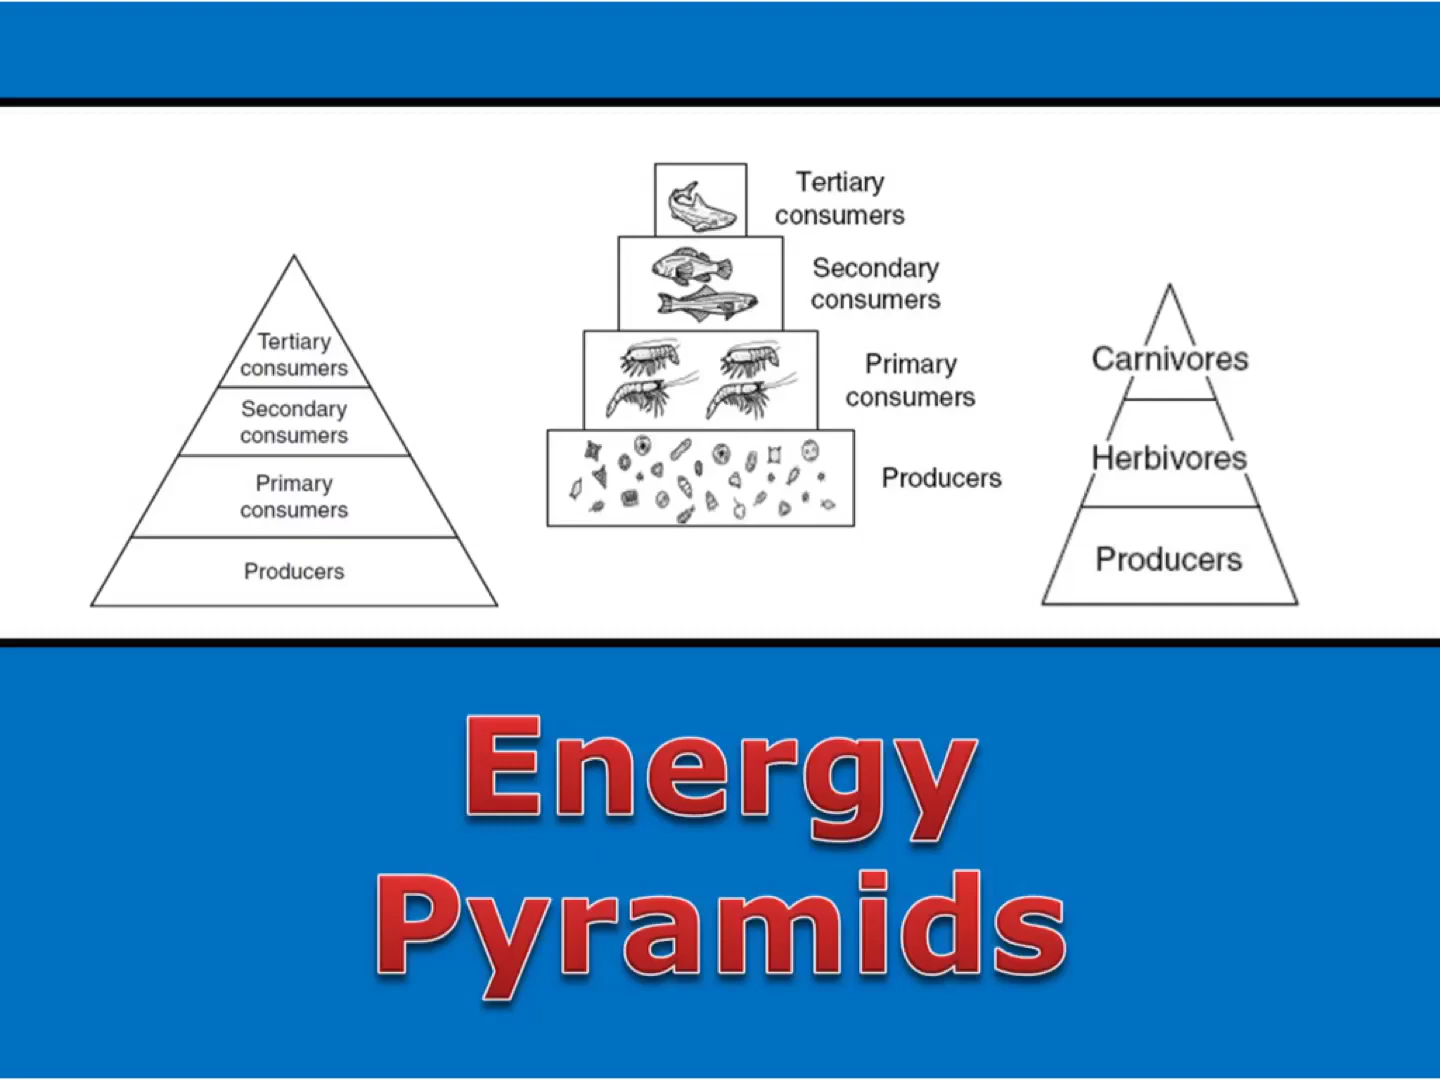 Tertiary
consumers
Secondary
consumers
Primary
consumers
Producers
Tertiary
consumers
Secondary
consumers
Primary
consumers
Producers
Carnivores
Herbivores
Producers
Energy
Pyramids